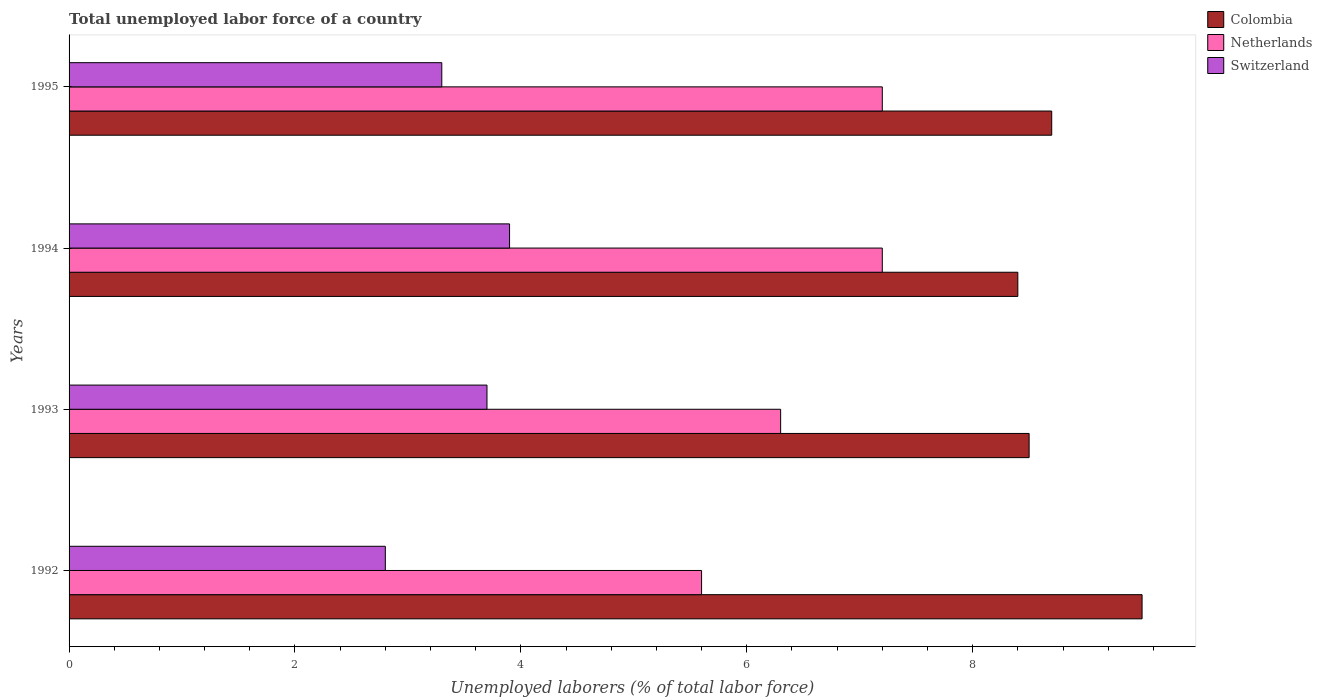 Total unemployed labor force of a country
Colombia
Netherlands
Switzerland
1995
1994
1993
1992
Years
0
2
4
6
8
Unemployed laborers (% of total labor force)